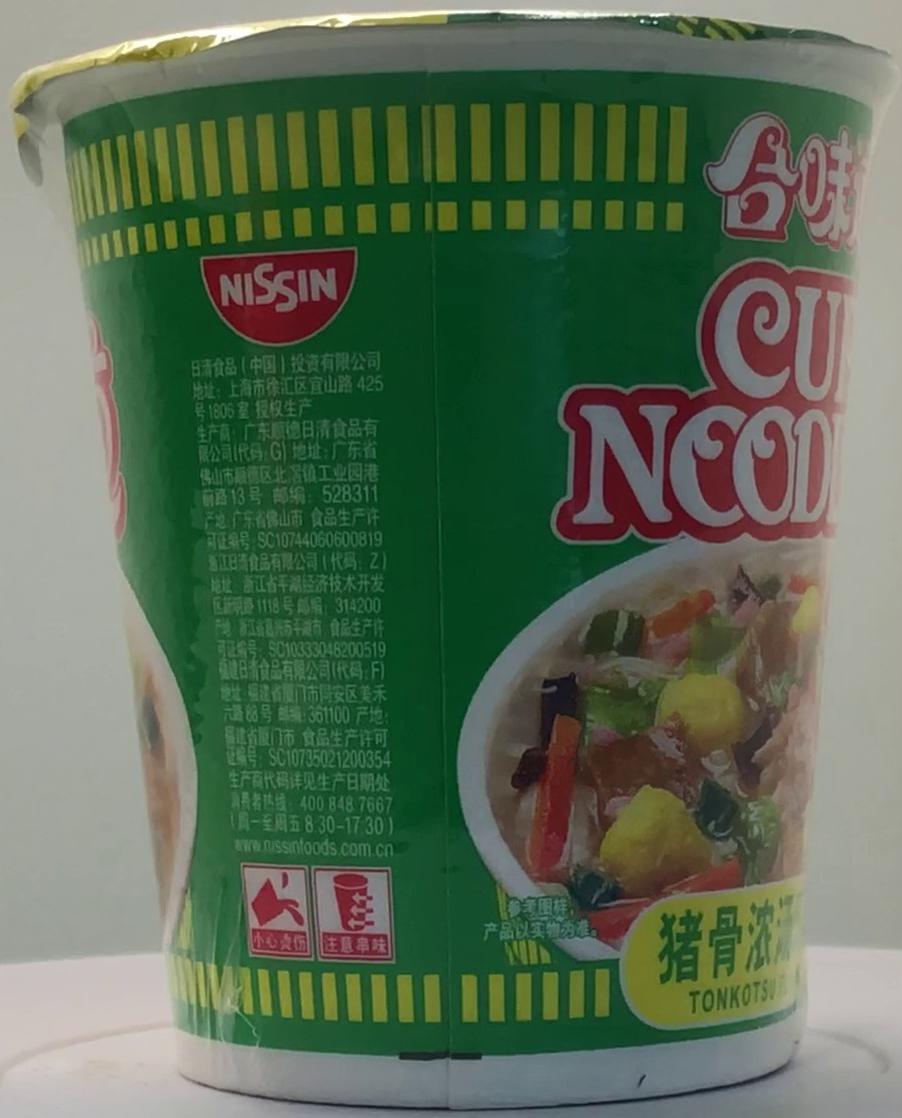 NISSIN
日清食品(中国)投资有限公司
地址: 上海市徐汇区宜山路 425
号1806 室 授权生产
生产商: 广东顺德日清食品有
限公司(代码: G) 地址: 广东省
佛山市顺德区北滘镇工业园港
前路13号 邮编: 528311
产地:广东省佛山市 食品生产许
可证编号: SC10744060600819
浙江日清食品有限公司(代码: Z)
地址: 浙江省平湖经济技术开发
区新明路1118号 邮编: 314200
产地: 浙江省嘉兴市平湖市 食品生产许
可证编号: SC10333048200519
福建日清食品有限公司(代码: F)
地址: 福建省厦门市同安区美禾
六路88号 邮编: 361100 产地:
福建省厦门市 食品生产许可
证编号: SC10735021200354
生产商代码详见生产日期处
消费者热线: 400 848 7667
(周一至周五 8:30-17:30)
www.nissinfoods.com.cn
小心烫伤 注意串味
合味
CUP
NOOD
参考图样,
产品以实物为准。
猪骨浓汤
TONKOTSU